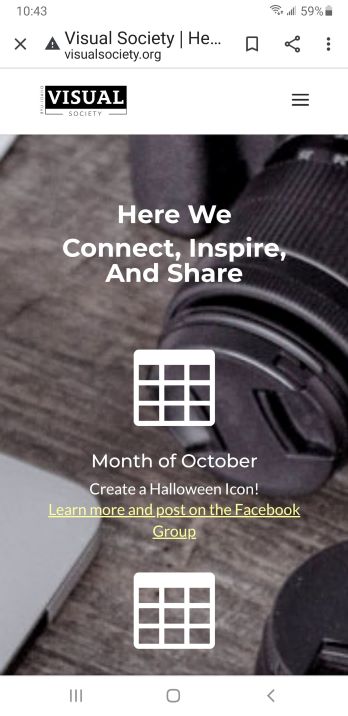 10:43
59%
Visual Society | He...
visualsociety.org
VISUAL
SOCIETY
Here We
Connect, Inspire,
And Share
Month of October
Create a Halloween Icon!
Learn more and post on the Facebook
Group